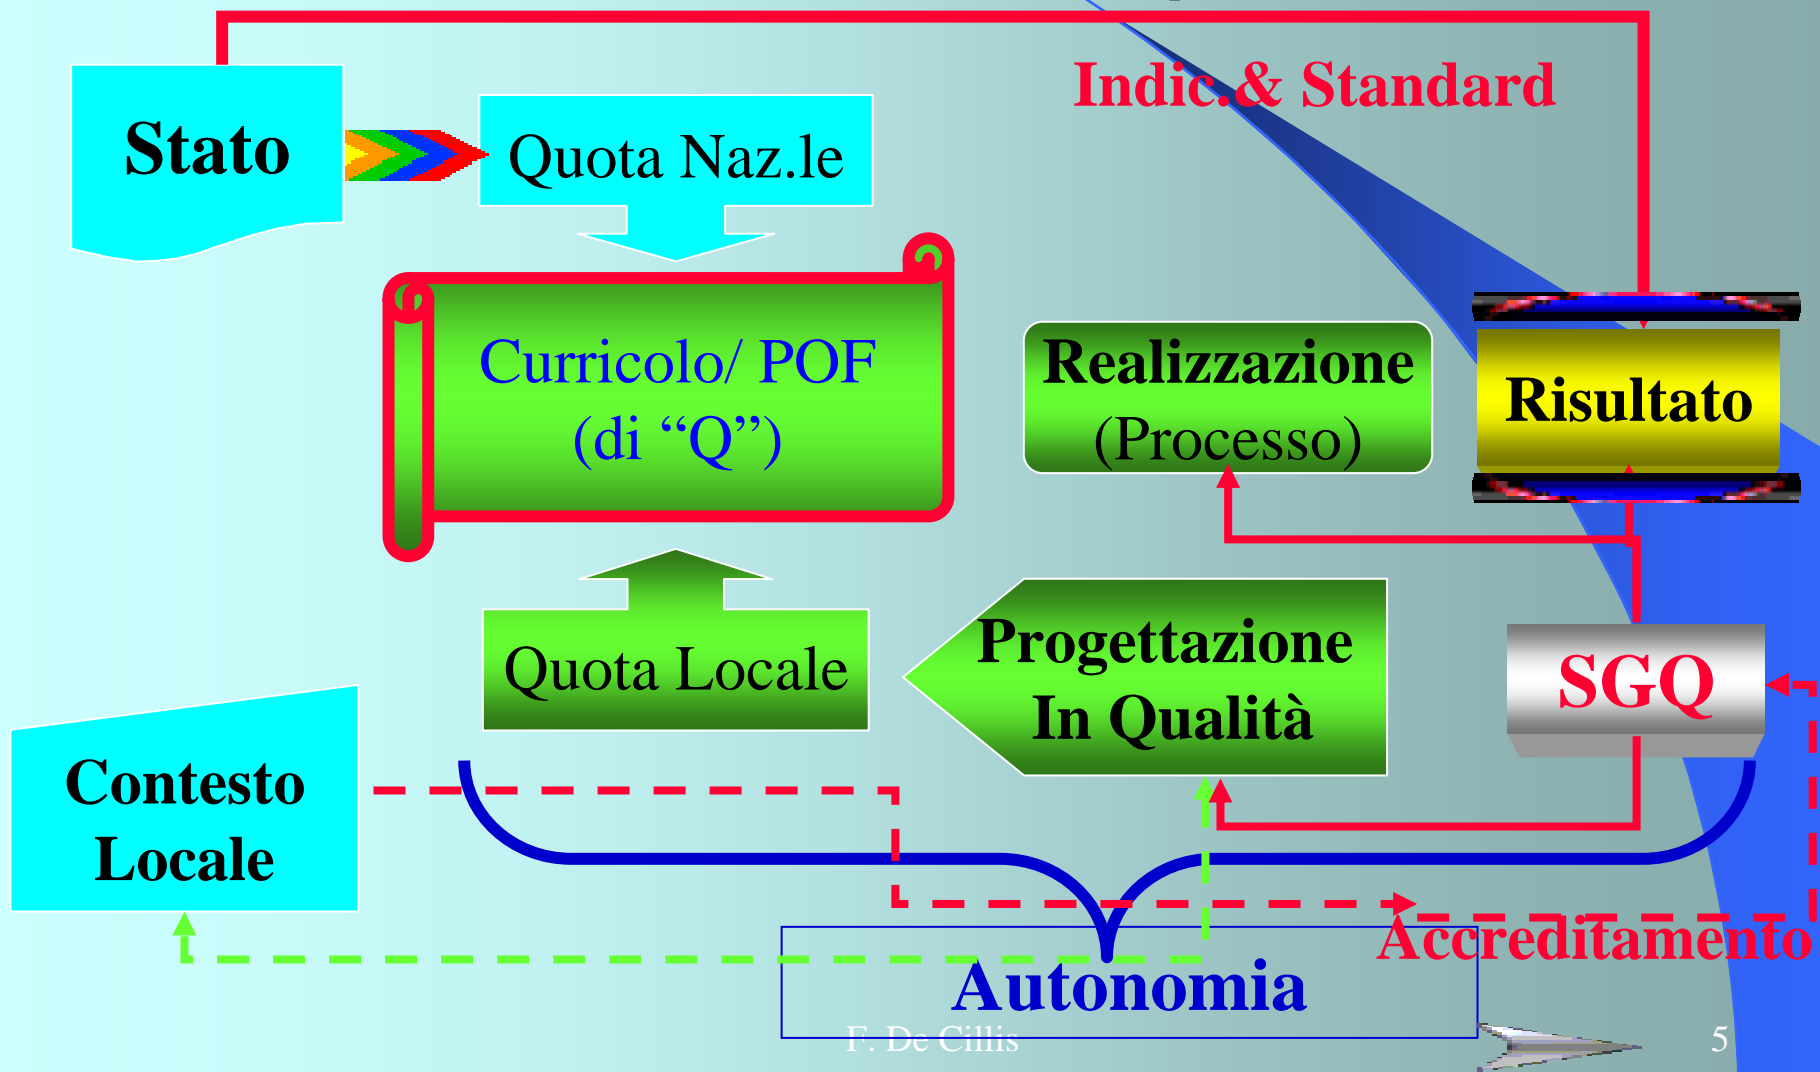 Indic.& Standard
Stato
Quota Naz.le
Curricolo/ POF
(di “Q”)
Realizzazione
(Processo)
Risultato
Quota Locale
Progettazione
In Qualità
SGQ
Contesto
Locale
Accreditamento
Autonomia
F. De Cillis
5